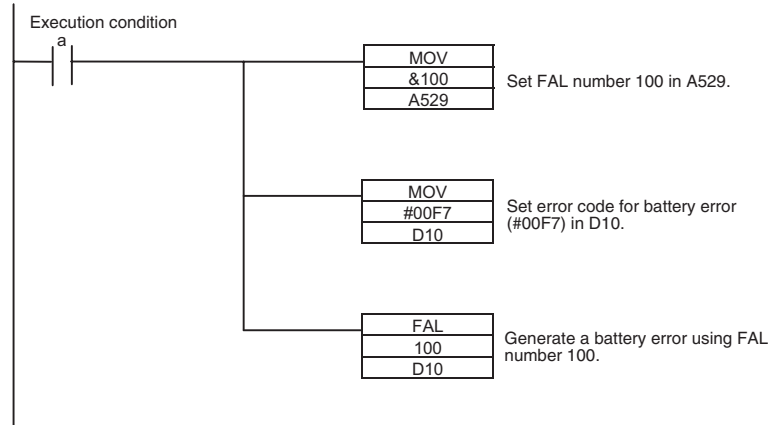 Execution condition
a
MOV
&100
A529
Set FAL number 100 in A529.
MOV
#00F7
D10
Set error code for battery error
(#00F7) in D10.
FAL
100
D10
Generate a battery error using FAL
number 100.